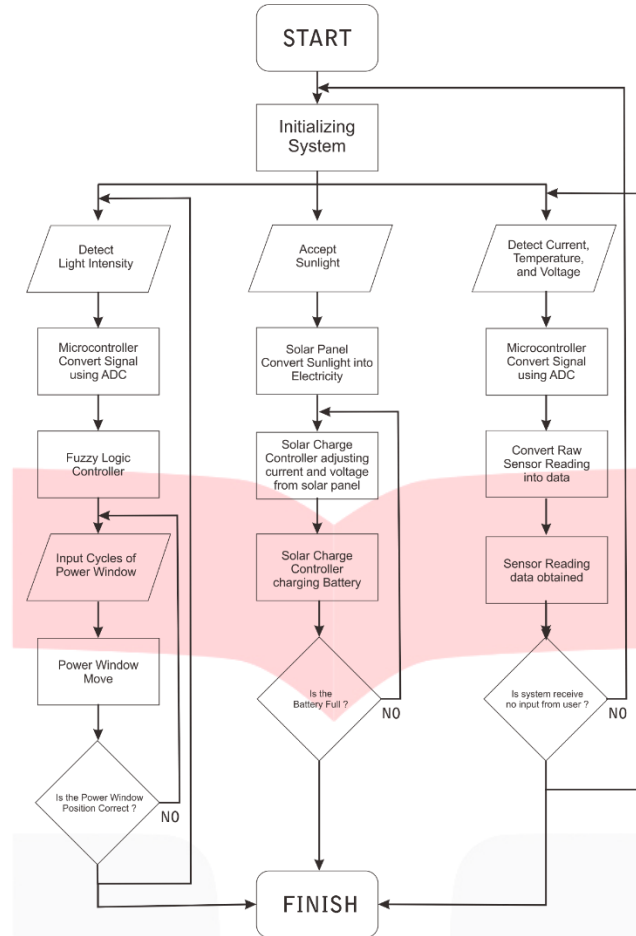 START
Initializing
System
Detect
Light Intensity
Accept
Sunlight
Detect Current,
Temperature,
and Voltage
Microcontroller
Convert Signal
using ADC
Solar Panel
Convert Sunlight into
Electricity
Microcontroller
Convert Signal
using ADC
Fuzzy Logic
Controller
Solar Charge
Controller adjusting
current and voltage
from solar panel
Convert Raw
Sensor Reading
into data
Input Cycles of
Power Window
Solar Charge
Controller
charging Battery
Sensor Reading
data obtained
Power Window
Move
Is the
Battery Full ?
NO
Is system receive
no input from user ?
NO
Is the Power Window
Position Correct ?
NO
FINISH